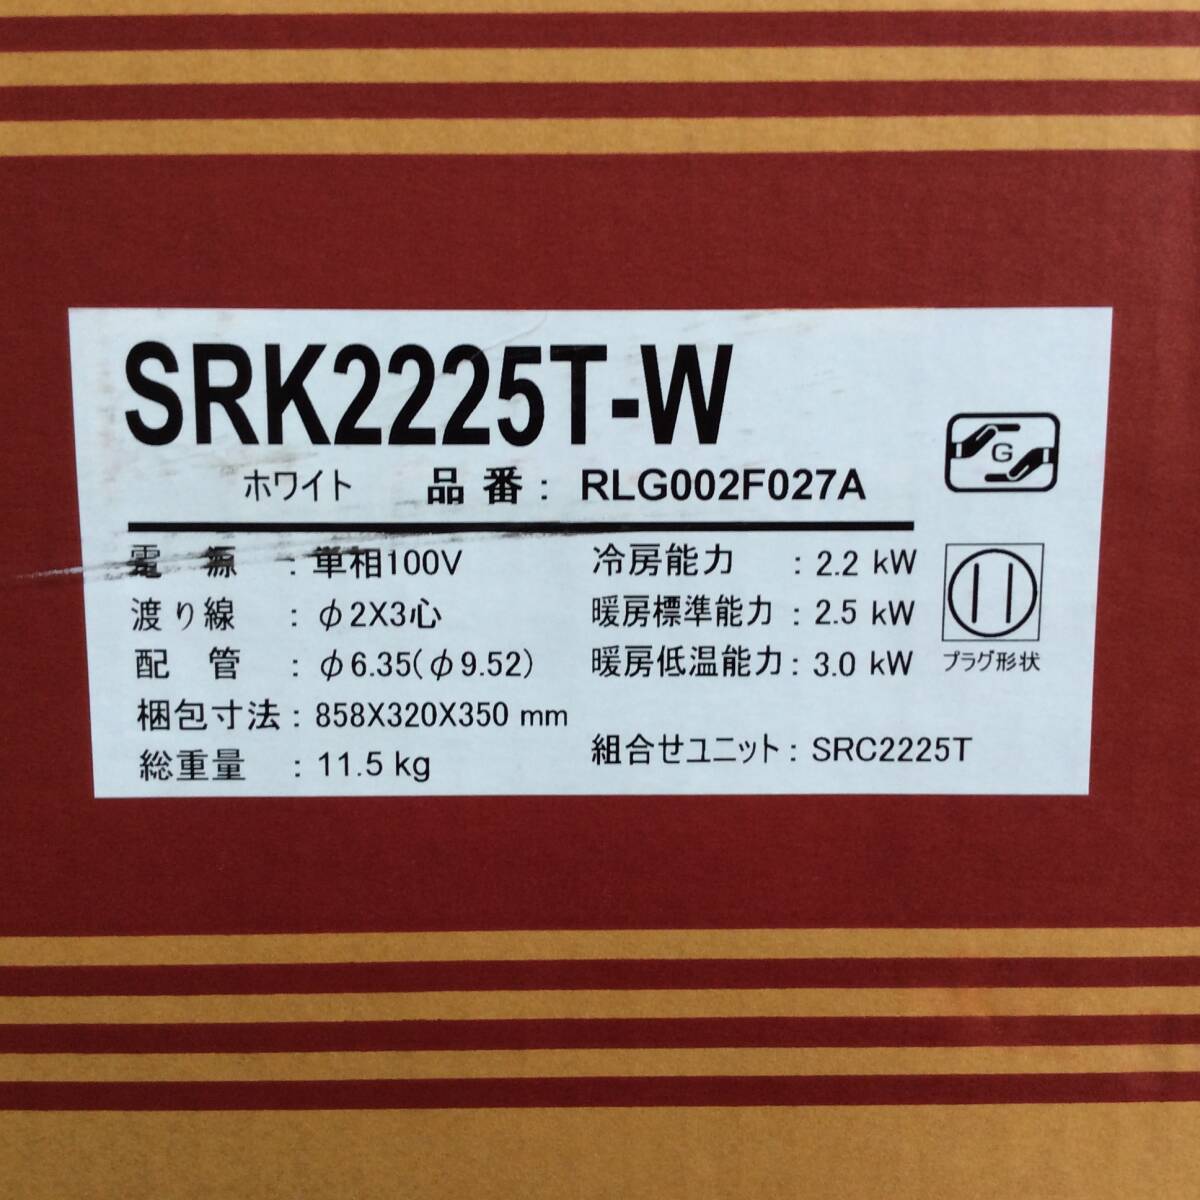 SRK2225T-W
ホワイト 品番: RLG002F027A
電源 : 単相100V
渡り線 : φ2X3心
配管 : φ6.35(φ9.52)
梱包寸法 : 858X320X350 mm
総重量 : 11.5 kg
冷房能力 : 2.2 kW
暖房標準能力 : 2.5 kW
暖房低温能力 : 3.0 kW
組合せユニット : SRC2225T
G
プラグ形状